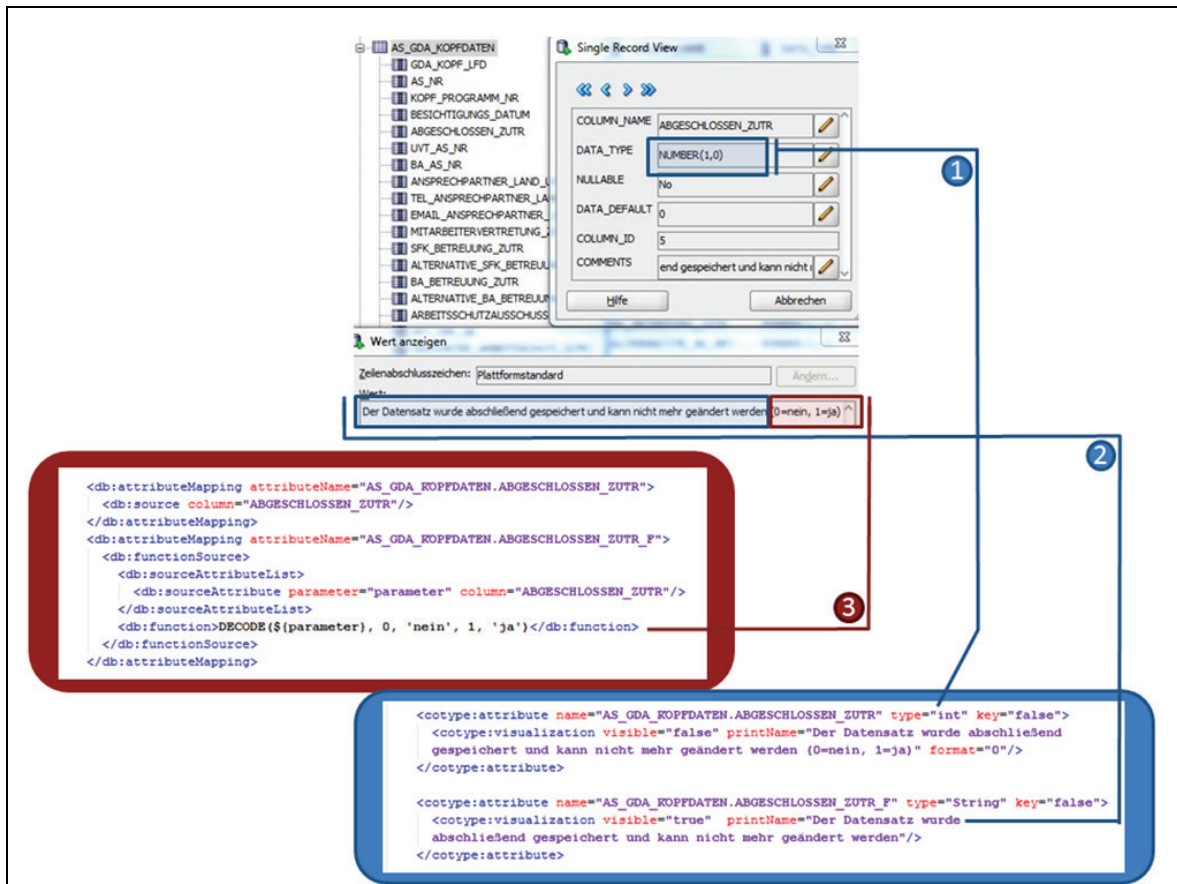 AS_GDA_KOPFDATEN
GDA_KOPF_LFD
AS_NR
KOPF_PROGRAMM_NR
BESICHTIGUNGS_DATUM
ABGESCHLOSSEN_ZUTR
UVT_AS_NR
BA_AS_NR
ANSPRECHPARTNER_LAND_U
TEL_ANSPRECHPARTNER_LA
EMAIL_ANSPRECHPARTNER_
MITARBEITERVERTRETUNG_Z
SFK_BETREUUNG_ZUTR
ALTERNATIVE_SFK_BETREUU
BA_BETREUUNG_ZUTR
ALTERNATIVE_BA_BETREUUN
ARBEITSSCHUTZAUSSCHUSS
Single Record View
COLUMN_NAME ABGESCHLOSSEN_ZUTR
DATA_TYPE NUMBER(1,0)
NULLABLE No
DATA_DEFAULT 0
COLUMN_ID 5
COMMENTS end gespeichert und kann nicht
Hilfe Abbrechen
1
Wert anzeigen
Zeilenabschlusszeichen: Plattformstandard Ändern...
Wert:
Der Datensatz wurde abschließend gespeichert und kann nicht mehr geändert werden (0=nein, 1=ja)
2
<db:attributeMapping attributeName="AS_GDA_KOPFDATEN.ABGESCHLOSSEN_ZUTR">
<db:source column="ABGESCHLOSSEN_ZUTR"/>
</db:attributeMapping>
<db:attributeMapping attributeName="AS_GDA_KOPFDATEN.ABGESCHLOSSEN_ZUTR_F">
<db:functionSource>
<db:sourceAttributeList>
<db:sourceAttribute parameter="parameter" column="ABGESCHLOSSEN_ZUTR"/>
</db:sourceAttributeList>
<db:function>DECODE(${parameter}, 0, 'nein', 1, 'ja')</db:function>
</db:functionSource>
</db:attributeMapping>
3
<cotype:attribute name="AS_GDA_KOPFDATEN.ABGESCHLOSSEN_ZUTR" type="int" key="false">
<cotype:visualization visible="false" printName="Der Datensatz wurde abschließend
gespeichert und kann nicht mehr geändert werden (0=nein, 1=ja)" format="0"/>
</cotype:attribute>
<cotype:attribute name="AS_GDA_KOPFDATEN.ABGESCHLOSSEN_ZUTR_F" type="String" key="false">
<cotype:visualization visible="true" printName="Der Datensatz wurde
abschließend gespeichert und kann nicht mehr geändert werden"/>
</cotype:attribute>